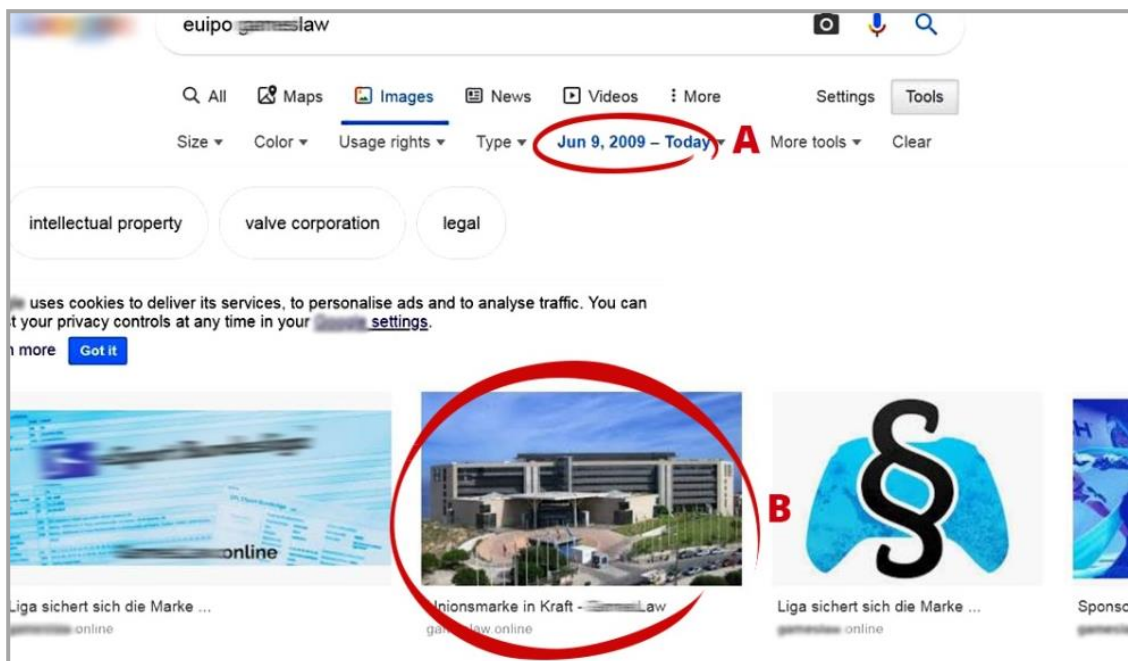 euipo law
All Maps Images News Videos More Settings Tools
Size Color Usage rights Type Jun 9, 2009 – Today A More tools Clear
intellectual property valve corporation legal
uses cookies to deliver its services, to personalise ads and to analyse traffic. You can
t your privacy controls at any time in your settings.
more Got it
B
online
Liga sichert sich die Marke ... Unionsmarke in Kraft - Law Liga sichert sich die Marke ... Sponso
online gameslaw.online online